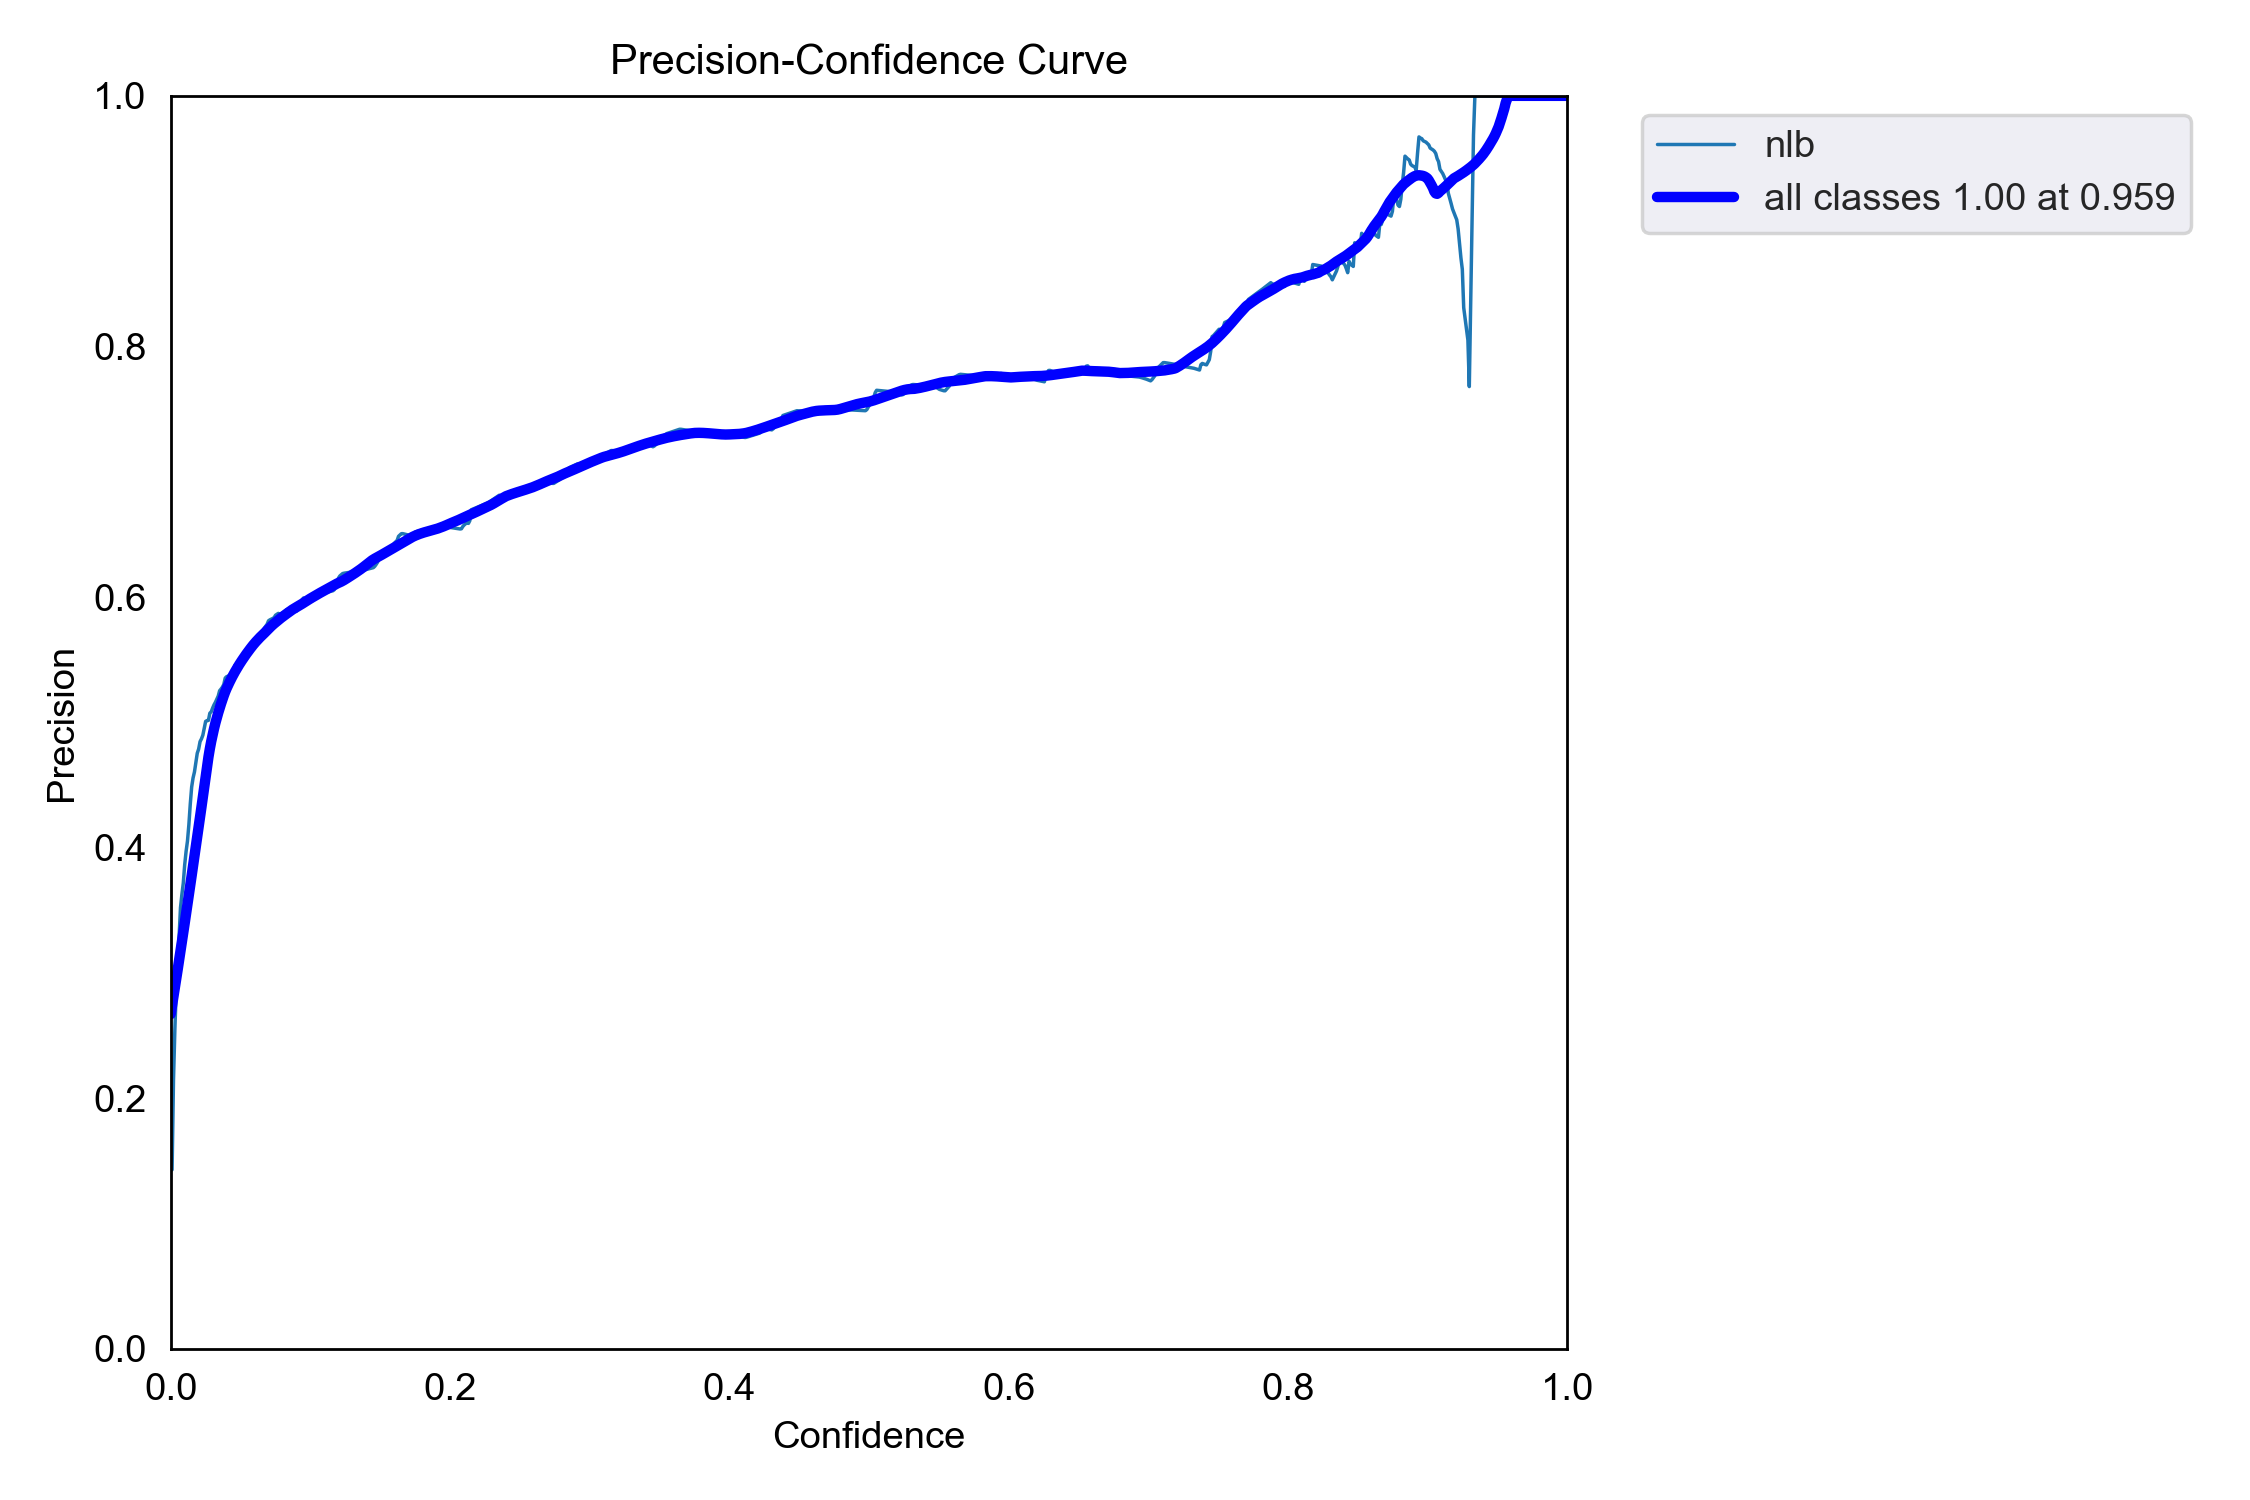 Precision-Confidence Curve
1.0
0.8
0.6
0.4
0.2
0.0
Precision
0.0 0.2 0.4 0.6 0.8 1.0
Confidence
nlb
all classes 1.00 at 0.959